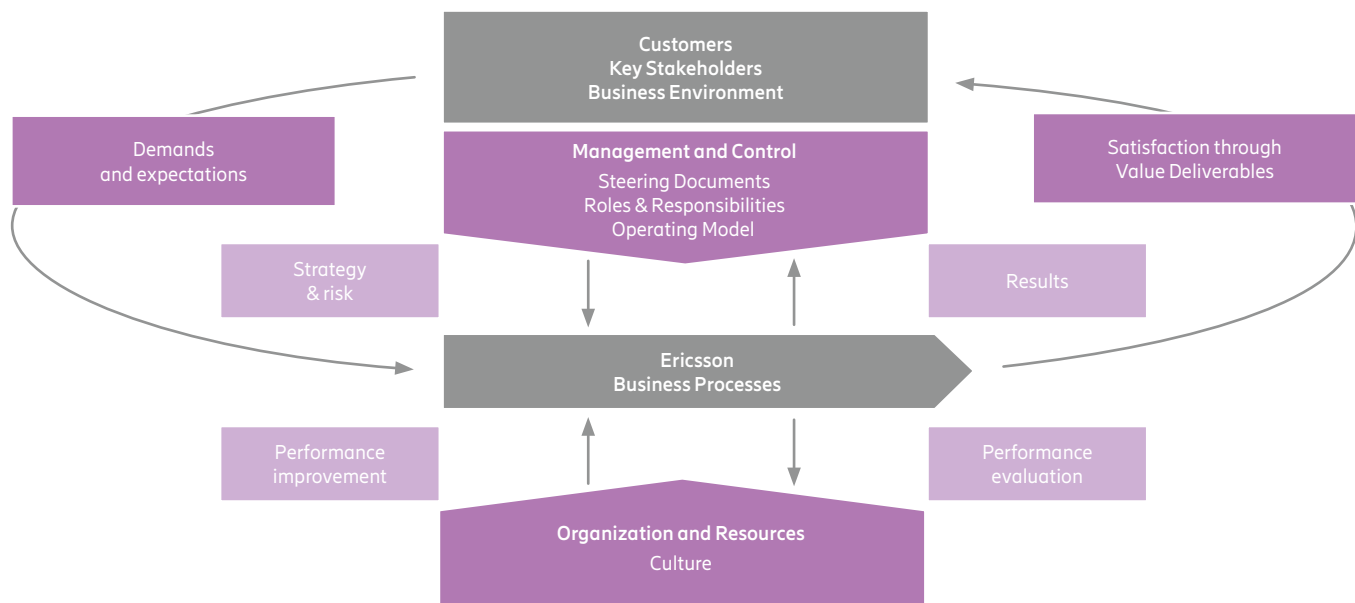 Customers
Key Stakeholders
Business Environment
Demands
and expectations
Management and Control
Steering Documents
Roles & Responsibilities
Operating Model
Satisfaction through
Value Deliverables
Strategy
& risk
Results
Ericsson
Business Processes
Performance
improvement
Performance
evaluation
Organization and Resources
Culture